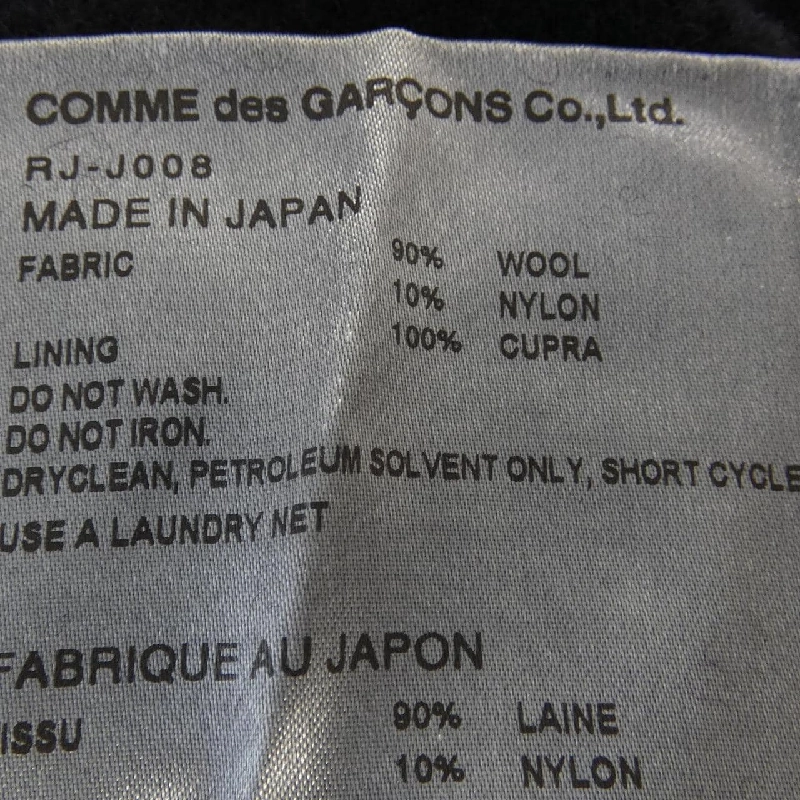 COMME des GARÇONS Co.,Ltd.
RJ-J008
MADE IN JAPAN
FABRIC 90% WOOL
10% NYLON
LINING 100% CUPRA
DO NOT WASH.
DO NOT IRON.
DRYCLEAN, PETROLEUM SOLVENT ONLY, SHORT CYCLE
USE A LAUNDRY NET
FABRIQUE AU JAPON
ISSU 90% LAINE
10% NYLON